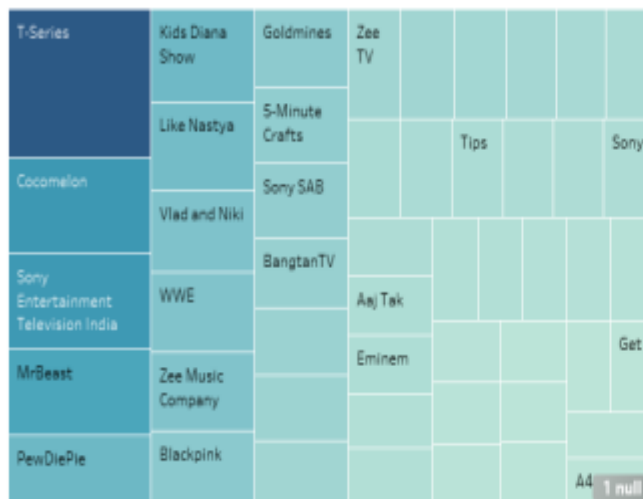 T-Series
Cocomelon
Sony
Entertainment
Television India
MrBeast
PewDiePie
Kids Diana
Show
Like Nastya
Vlad and Niki
WWE
Zee Music
Company
Blackpink
Goldmines
5-Minute
Crafts
Sony SAB
BangtanTV
Zee
TV
Tips
Sony
Aaj Tak
Eminem
Get
A4
1 null